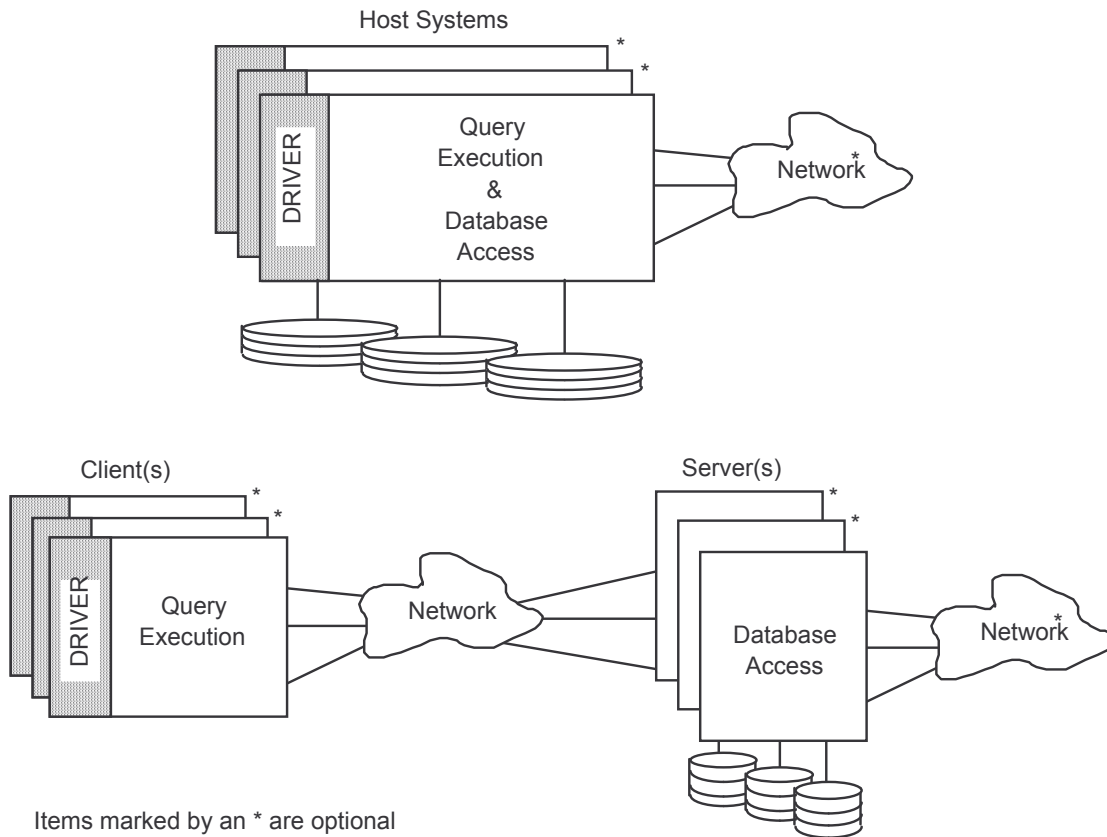 Host Systems
*
*
DRIVER
Query
Execution
&
Database
Access
Network*
Client(s)
*
*
DRIVER
Query
Execution
Network
Server(s)
*
*
Database
Access
Network*
Items marked by an * are optional